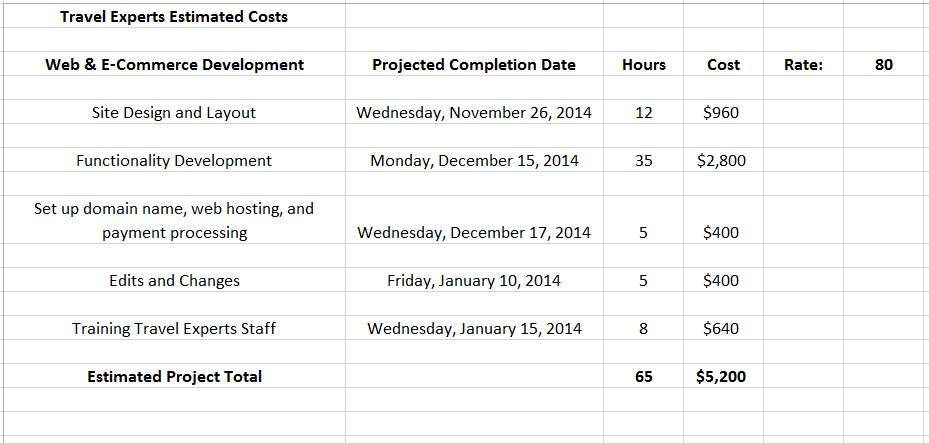 Travel Experts Estimated Costs
Web & E-Commerce Development Projected Completion Date Hours Cost Rate: 80
Site Design and Layout Wednesday, November 26, 2014 12 $960
Functionality Development Monday, December 15, 2014 35 $2,800
Set up domain name, web hosting, and
payment processing Wednesday, December 17, 2014 5 $400
Edits and Changes Friday, January 10, 2014 5 $400
Training Travel Experts Staff Wednesday, January 15, 2014 8 $640
Estimated Project Total 65 $5,200